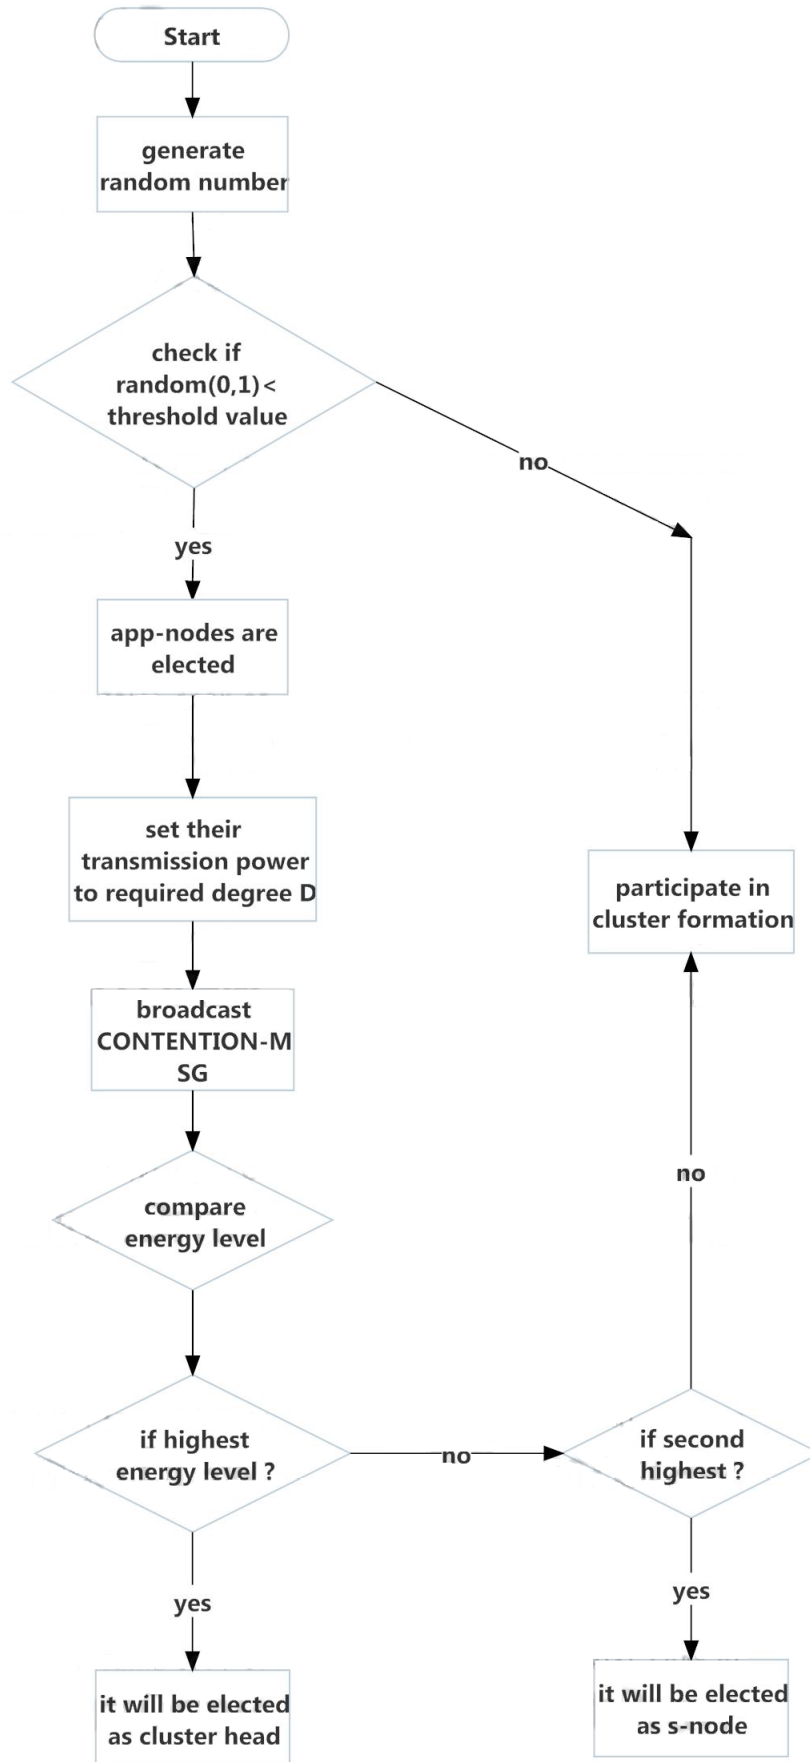 Start
generate
random number
check if
random(0,1)<
threshold value
no
yes
app-nodes are
elected
set their
transmission power
to required degree D
participate in
cluster formation
broadcast
CONTENTION-M
SG
compare
energy level
no
if highest
energy level ?
no
if second
highest ?
yes
yes
it will be elected
as cluster head
it will be elected
as s-node